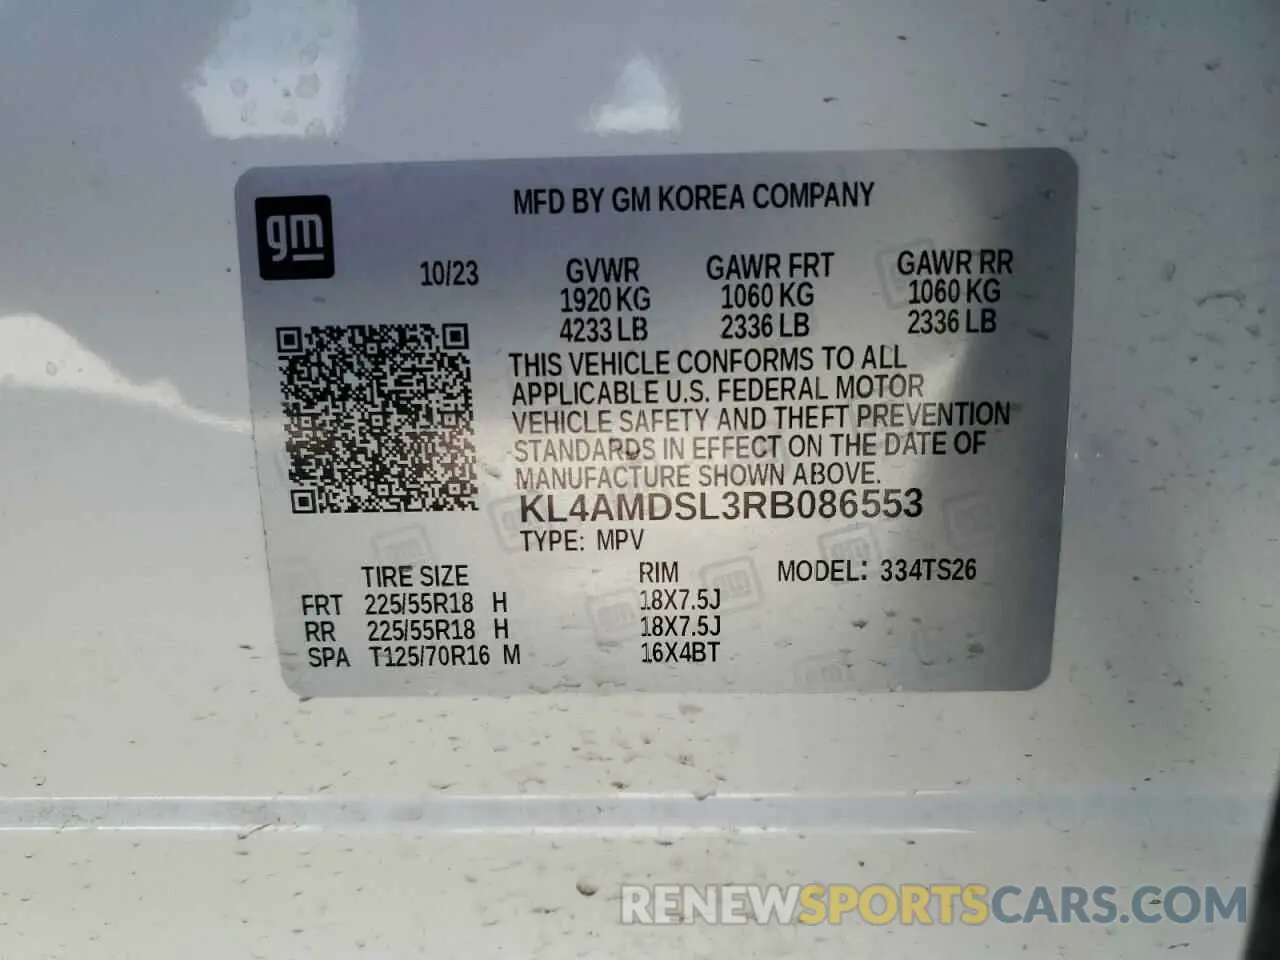 gm
MFD BY GM KOREA COMPANY
10/23 GVWR GAWR FRT GAWR RR
1920 KG 1060 KG 1060 KG
4233 LB 2336 LB 2336 LB
THIS VEHICLE CONFORMS TO ALL
APPLICABLE U.S. FEDERAL MOTOR
VEHICLE SAFETY AND THEFT PREVENTION
STANDARDS IN EFFECT ON THE DATE OF
MANUFACTURE SHOWN ABOVE.
KL4AMDSL3RB086553
TYPE: MPV
TIRE SIZE RIM MODEL: 334TS26
FRT 225/55R18 H 18X7.5J
RR 225/55R18 H 18X7.5J
SPA T125/70R16 M 16X4BT
RENEWSPORTSCARS.COM